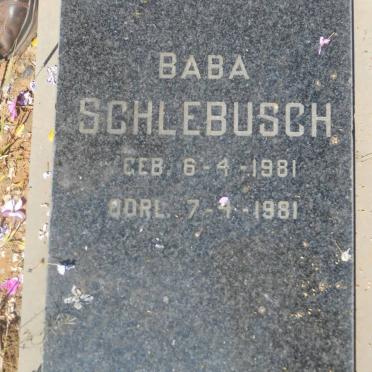 BABA
SCHLEBUSCH
GEB. 6-4-1981
OORL. 7-4-1981